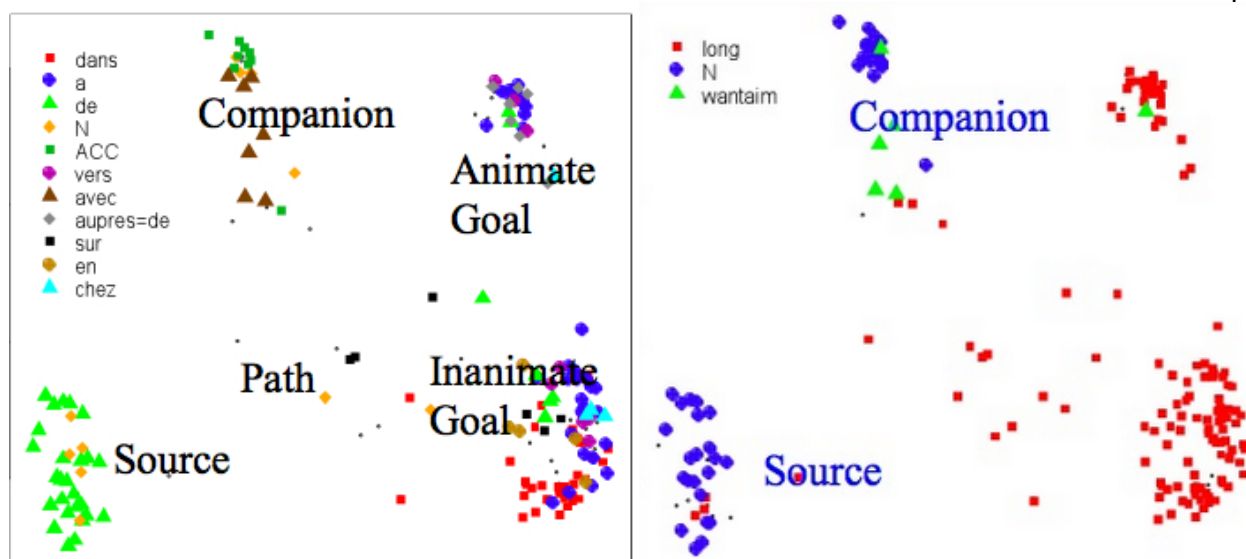 dans
a
de
N
ACC
vers
avec
aupres=de
sur
en
chez
Companion
Animate
Goal
Path
Inanimate
Goal
Source
long
N
wantaim
Companion
Source